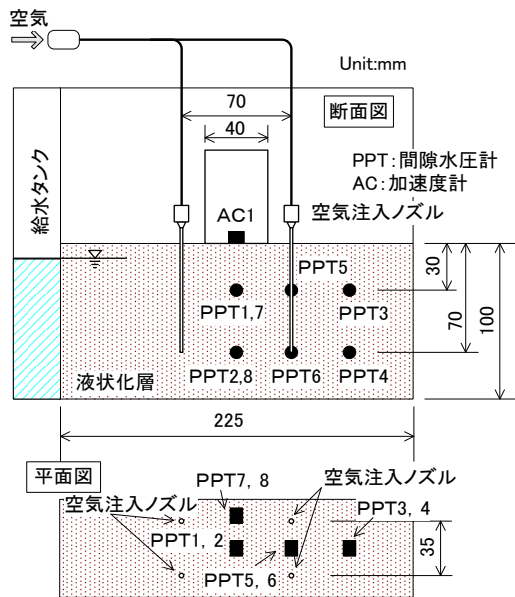 空気
Unit:mm
70
断面図
40
PPT:間隙水圧計
AC:加速度計
給水タンク
AC1
空気注入ノズル
PPT5
30
PPT1,7
PPT3
70
100
PPT2,8
PPT6
PPT4
液状化層
225
平面図
PPT7, 8
空気注入ノズル
空気注入ノズル
PPT3, 4
PPT1, 2
35
PPT5, 6